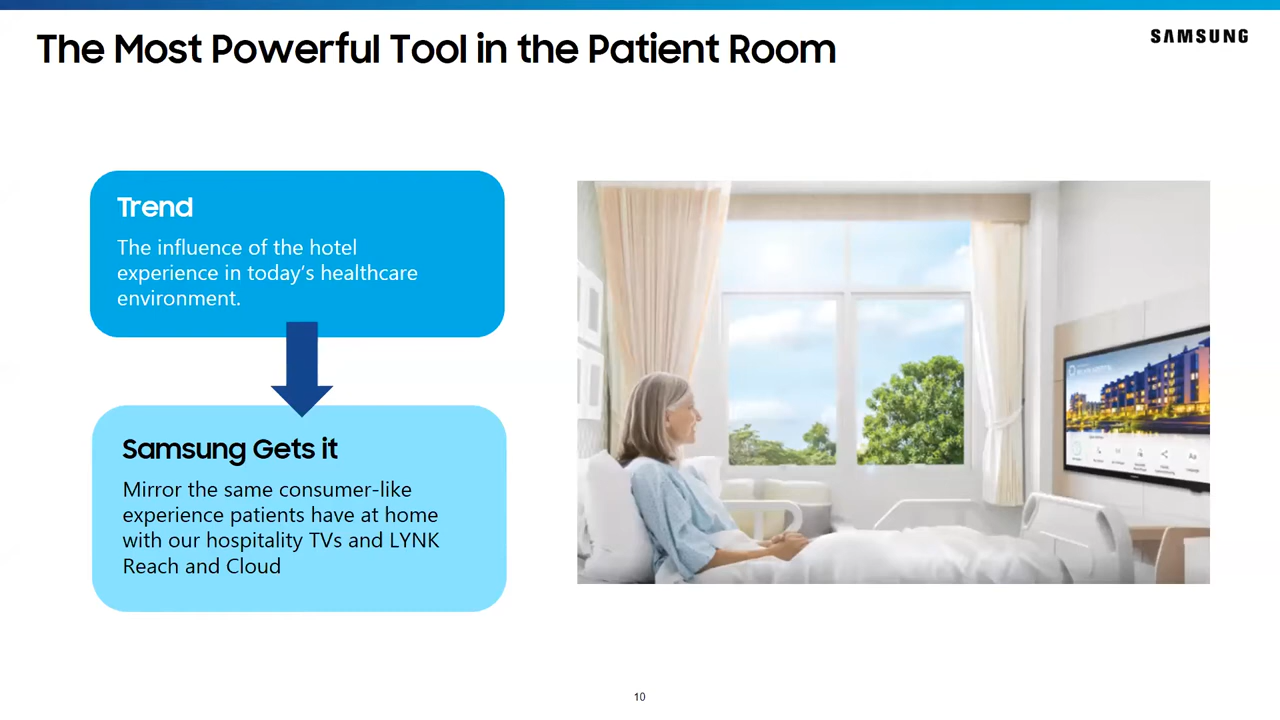 The Most Powerful Tool in the Patient Room
SAMSUNG
Trend
The influence of the hotel
experience in today's healthcare
environment.
Samsung Gets it
Mirror the same consumer-like
experience patients have at home
with our hospitality TVs and LYNK
Reach and Cloud
Aa
10